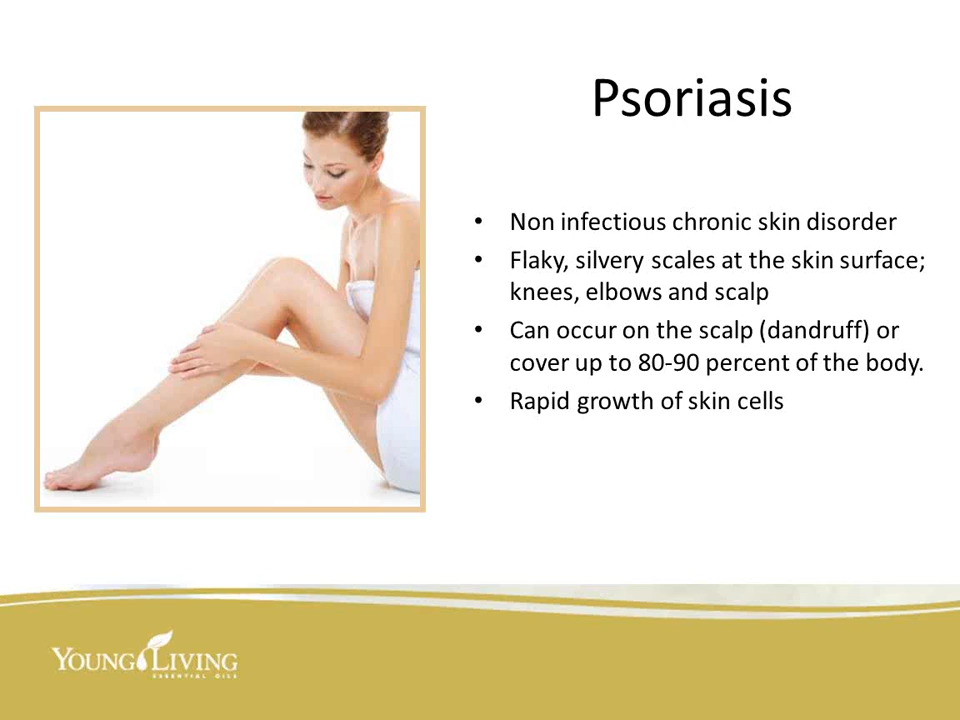 Psoriasis
• Non infectious chronic skin disorder
• Flaky, silvery scales at the skin surface;
knees, elbows and scalp
• Can occur on the scalp (dandruff) or
cover up to 80-90 percent of the body.
• Rapid growth of skin cells
YOUNG LIVING
ESSENTIAL OILS